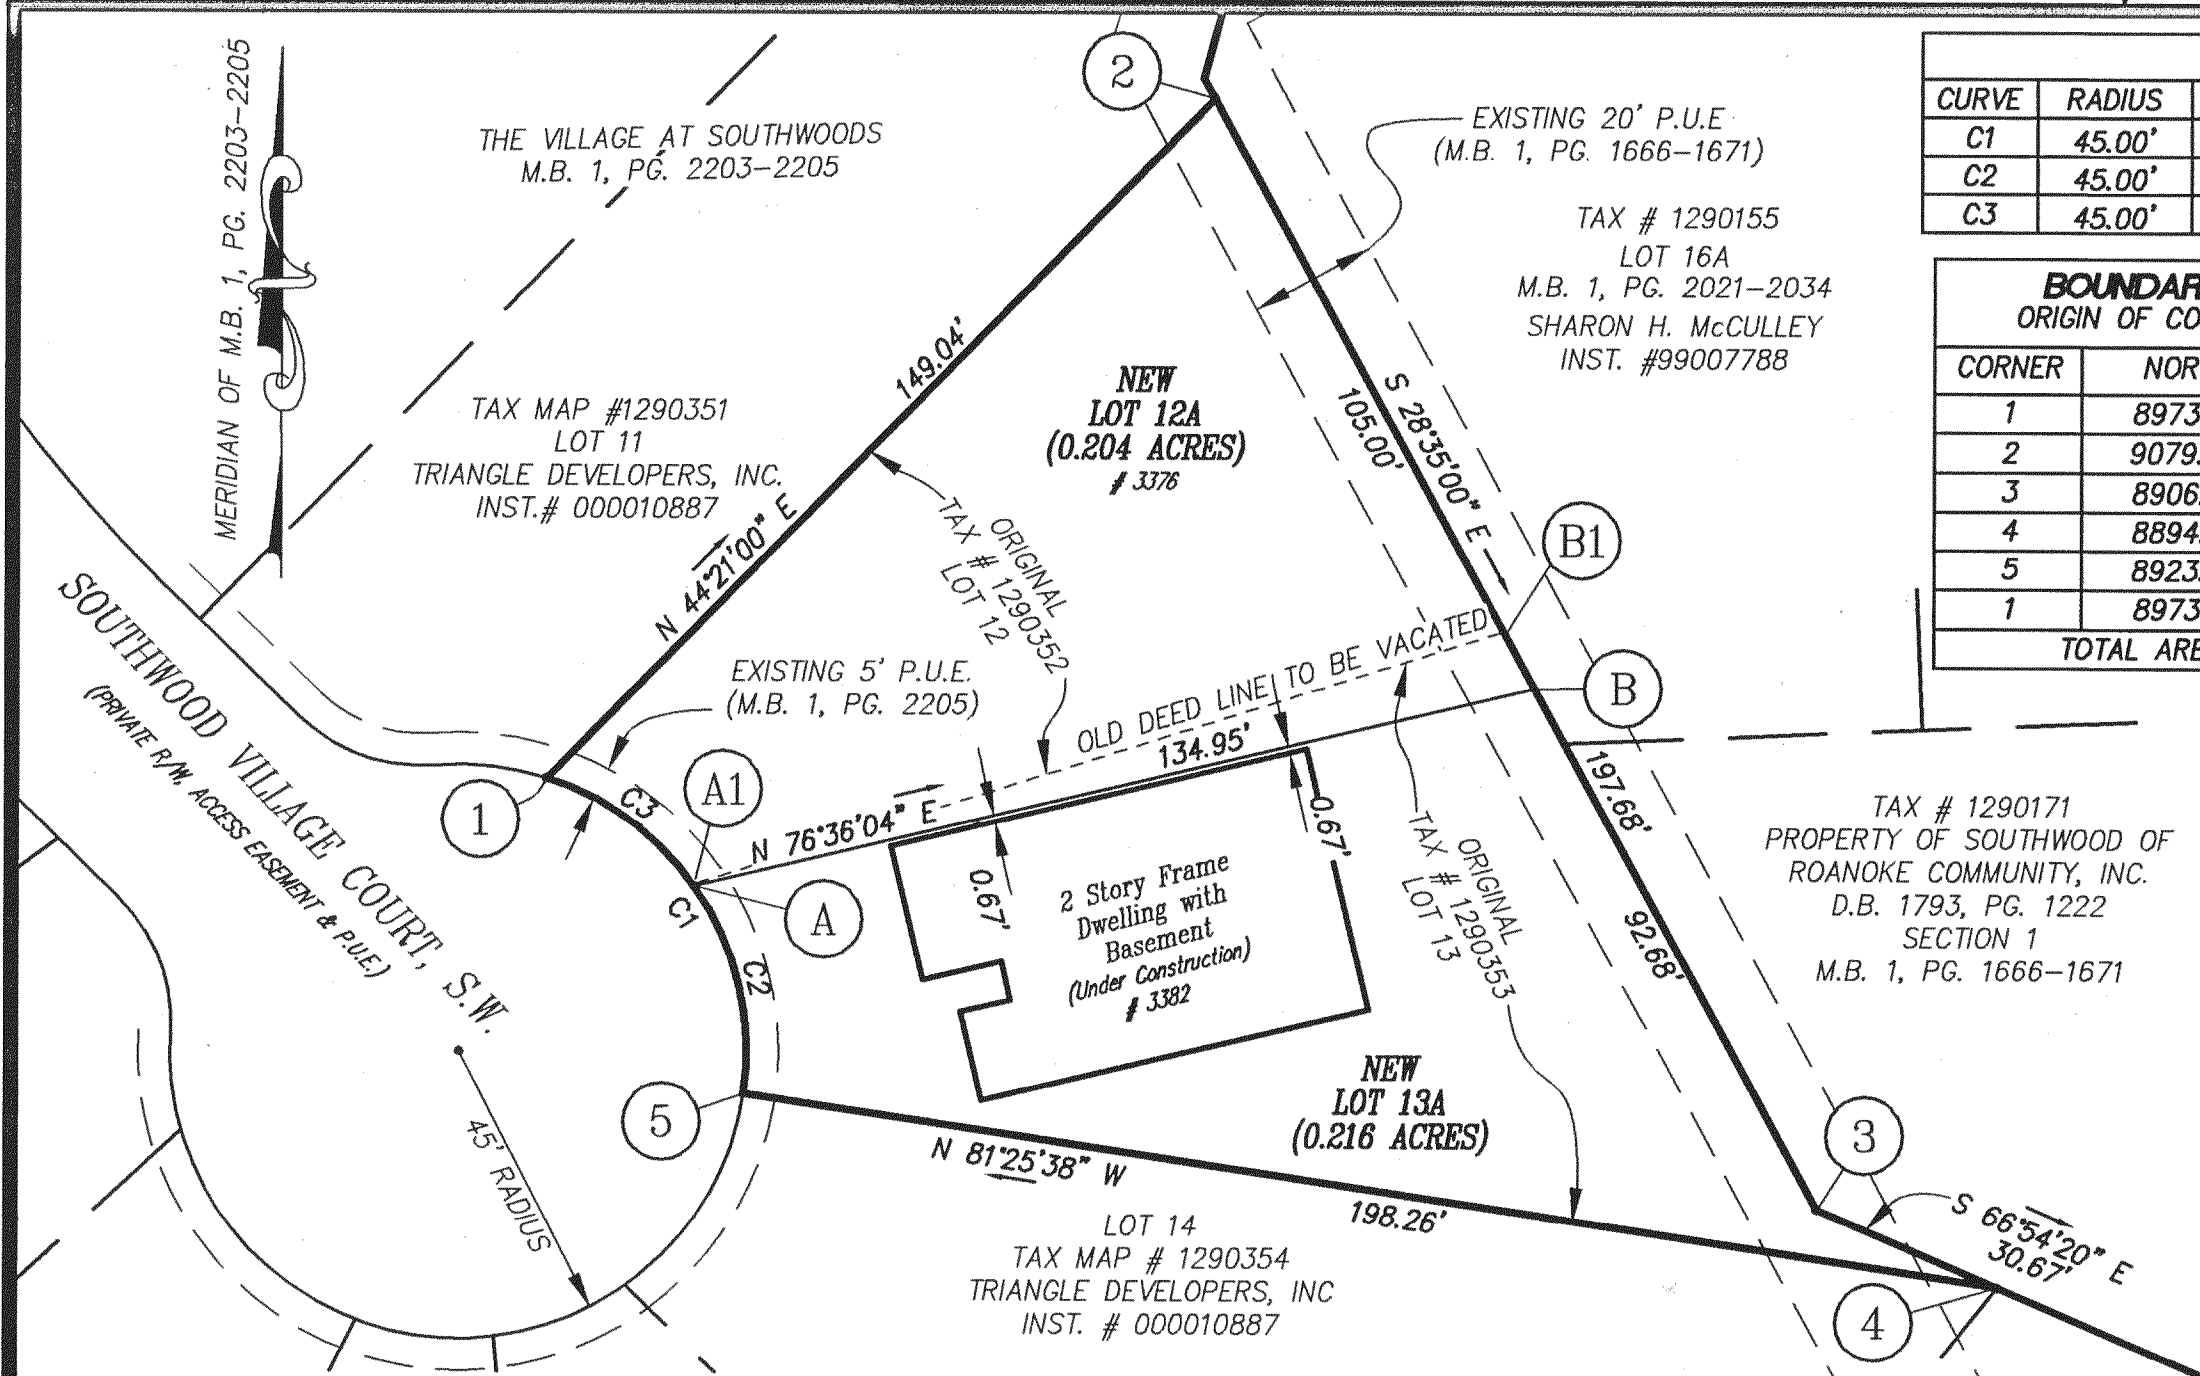 MERIDIAN OF M.B. 1, PG. 2203-2205
THE VILLAGE AT SOUTHWOODS
M.B. 1, PG. 2203-2205
2
EXISTING 20' P.U.E
(M.B. 1, PG. 1666-1671)
TAX # 1290155
LOT 16A
M.B. 1, PG. 2021-2034
SHARON H. McCULLEY
INST. #99007788
CURVE RADIUS
C1 45.00'
C2 45.00'
C3 45.00'
ORIGIN OF CO
CORNER NOR
1 8973
2 9079
3 8906
4 8894
5 8923
1 8973
TOTAL ARE
149.04'
N 44°21'00" E
TAX MAP #1290351
LOT 11
TRIANGLE DEVELOPERS, INC.
INST.# 000010887
NEW
LOT 12A
(0.204 ACRES)
# 3376
S 28°35'00" E
105.00'
ORIGINAL
TAX # 1290352
LOT 12
B1
B
EXISTING 5' P.U.E.
(M.B. 1, PG. 2205)
OLD DEED LINE TO BE VACATED
134.95'
N 76°36'04" E
SOUTHWOOD VILLAGE COURT, S.W.
(PRIVATE R/W, ACCESS EASEMENT & P.U.E.)
1
C3
A1
A
C1
C2
0.67'
0.67'
2 Story Frame
Dwelling with
Basement
(Under Construction)
# 3382
ORIGINAL
TAX # 1290353
LOT 13
197.68'
92.68'
TAX # 1290171
PROPERTY OF SOUTHWOOD OF
ROANOKE COMMUNITY, INC.
D.B. 1793, PG. 1222
SECTION 1
M.B. 1, PG. 1666-1671
NEW
LOT 13A
(0.216 ACRES)
5
45' RADIUS
N 81°25'38" W
198.26'
3
S 66°54'20" E
30.67'
4
LOT 14
TAX MAP # 1290354
TRIANGLE DEVELOPERS, INC
INST. # 000010887